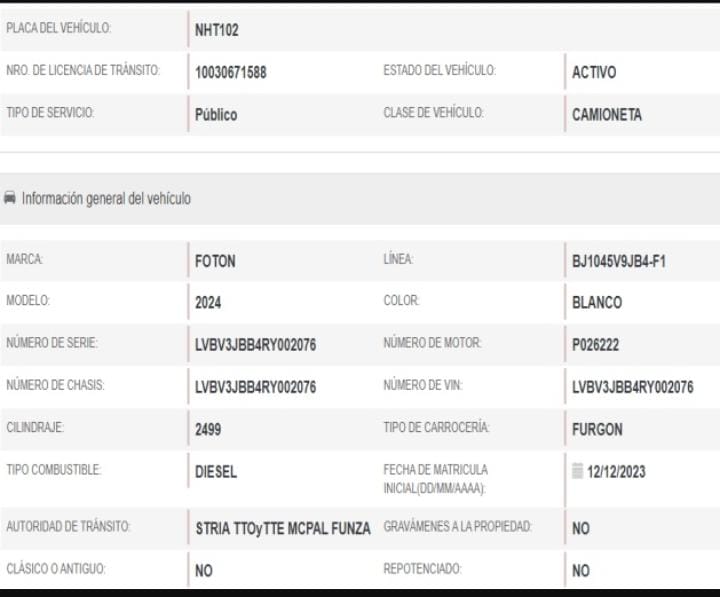 PLACA DEL VEHÍCULO: NHT102
NRO. DE LICENCIA DE TRÁNSITO: 10030671588 ESTADO DEL VEHÍCULO: ACTIVO
TIPO DE SERVICIO: Público CLASE DE VEHÍCULO: CAMIONETA
Información general del vehículo
MARCA: FOTON LÍNEA: BJ1045V9JB4-F1
MODELO: 2024 COLOR: BLANCO
NÚMERO DE SERIE: LVBV3JBB4RY002076 NÚMERO DE MOTOR: P026222
NÚMERO DE CHASIS: LVBV3JBB4RY002076 NÚMERO DE VIN: LVBV3JBB4RY002076
CILINDRAJE: 2499 TIPO DE CARROCERÍA: FURGON
TIPO COMBUSTIBLE: DIESEL FECHA DE MATRICULA 12/12/2023
INICIAL(DD/MM/AAAA):
AUTORIDAD DE TRÁNSITO: STRIA TTOyTTE MCPAL FUNZA GRAVÁMENES A LA PROPIEDAD: NO
CLÁSICO O ANTIGUO: NO REPOTENCIADO: NO